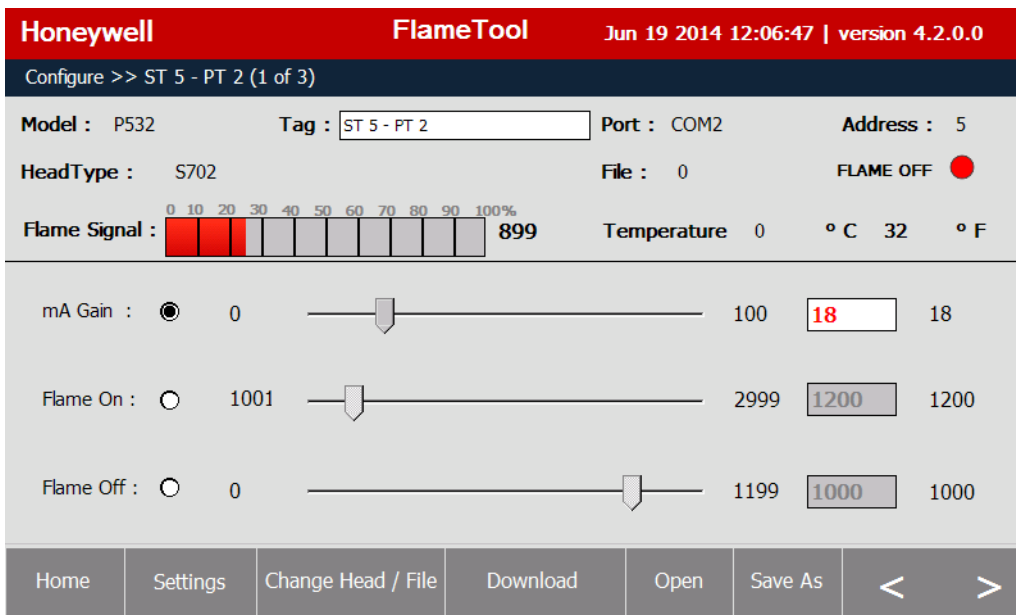 Honeywell FlameTool Jun 19 2014 12:06:47 | version 4.2.0.0
Configure >> ST 5 - PT 2 (1 of 3)
Model : P532 Tag : ST 5 - PT 2 Port : COM2 Address : 5
HeadType : S702 File : 0 FLAME OFF
0 10 20 30 40 50 60 70 80 90 100%
Flame Signal : 899 Temperature 0 º C 32 º F
mA Gain : 0 100 18 18
Flame On : 1001 2999 1200 1200
Flame Off : 0 1199 1000 1000
Home Settings Change Head / File Download Open Save As < >